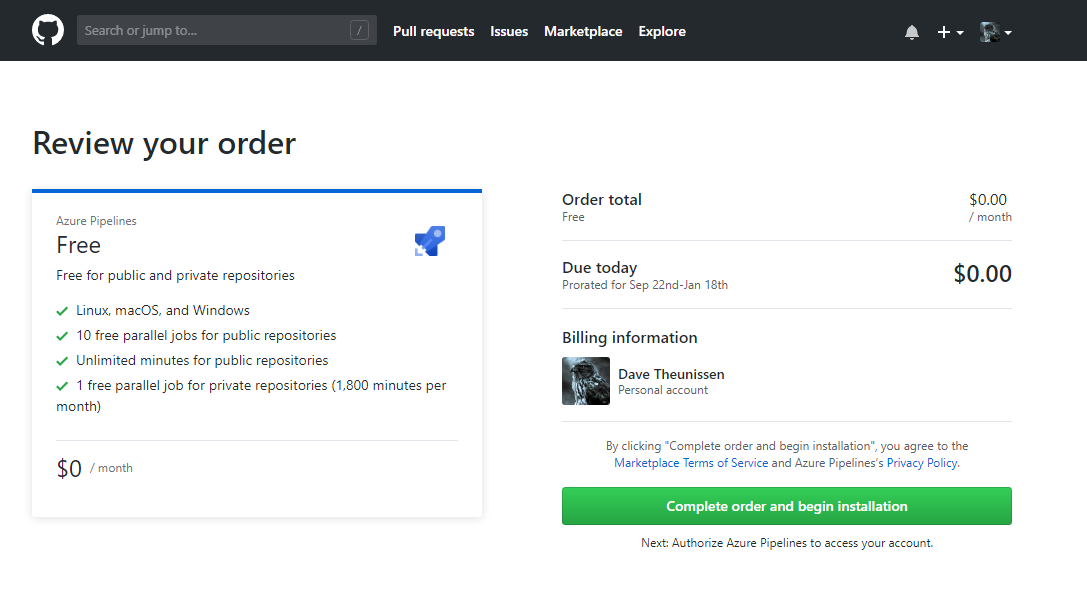 Search or jump to... /
Pull requests Issues Marketplace Explore
Review your order
Azure Pipelines
Free
Free for public and private repositories
Linux, macOS, and Windows
10 free parallel jobs for public repositories
Unlimited minutes for public repositories
1 free parallel job for private repositories (1,800 minutes per
month)
$0 / month
Order total $0.00
Free / month
Due today $0.00
Prorated for Sep 22nd-Jan 18th
Billing information
Dave Theunissen
Personal account
By clicking "Complete order and begin installation", you agree to the
Marketplace Terms of Service and Azure Pipelines's Privacy Policy.
Complete order and begin installation
Next: Authorize Azure Pipelines to access your account.